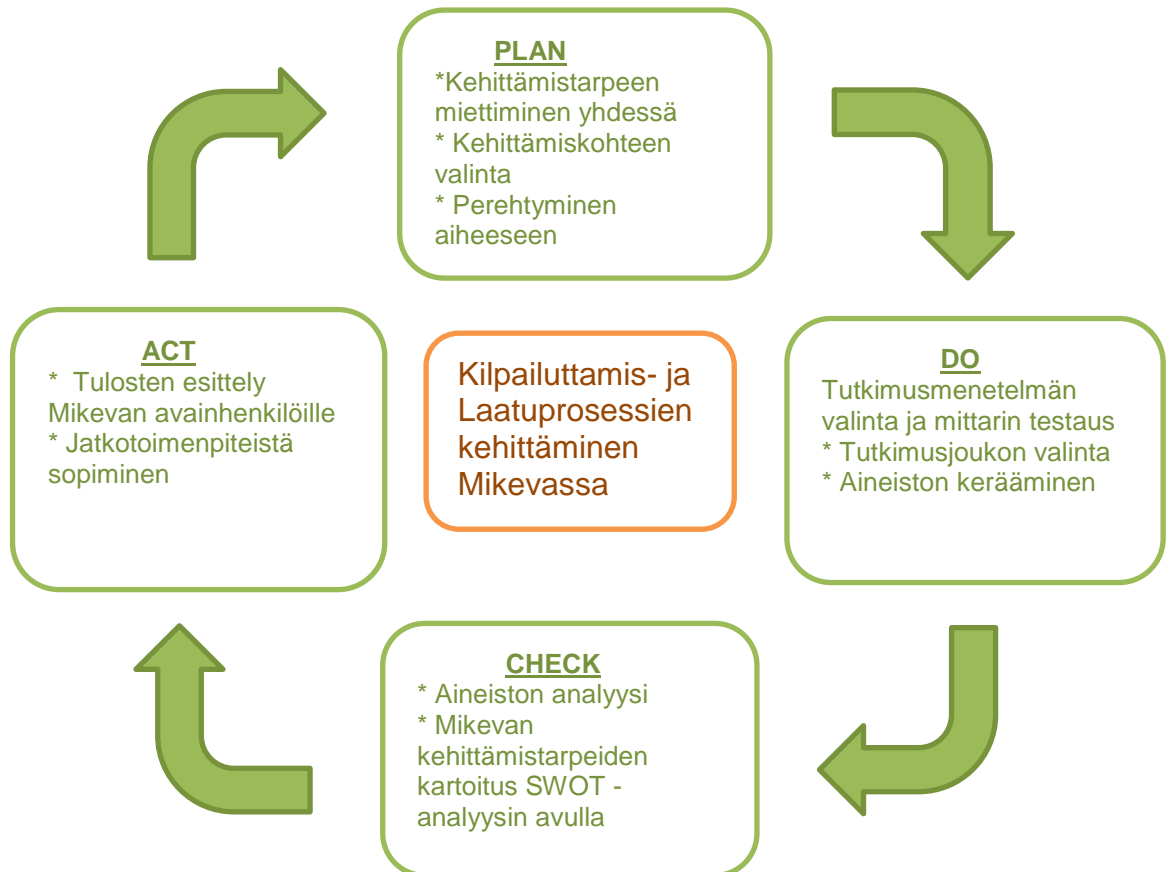 PLAN
*Kehittämistarpeen
miettiminen yhdessä
* Kehittämiskohteen
valinta
* Perehtyminen
aiheeseen
ACT
* Tulosten esittely
Mikevan avainhenkilöille
* Jatkotoimenpiteistä
sopiminen
Kilpailuttamis- ja
Laatuprosessien
kehittäminen
Mikevassa
DO
Tutkimusmenetelmän
valinta ja mittarin testaus
* Tutkimusjoukon valinta
* Aineiston kerääminen
CHECK
* Aineiston analyysi
* Mikevan
kehittämistarpeiden
kartoitus SWOT -
analyysin avulla